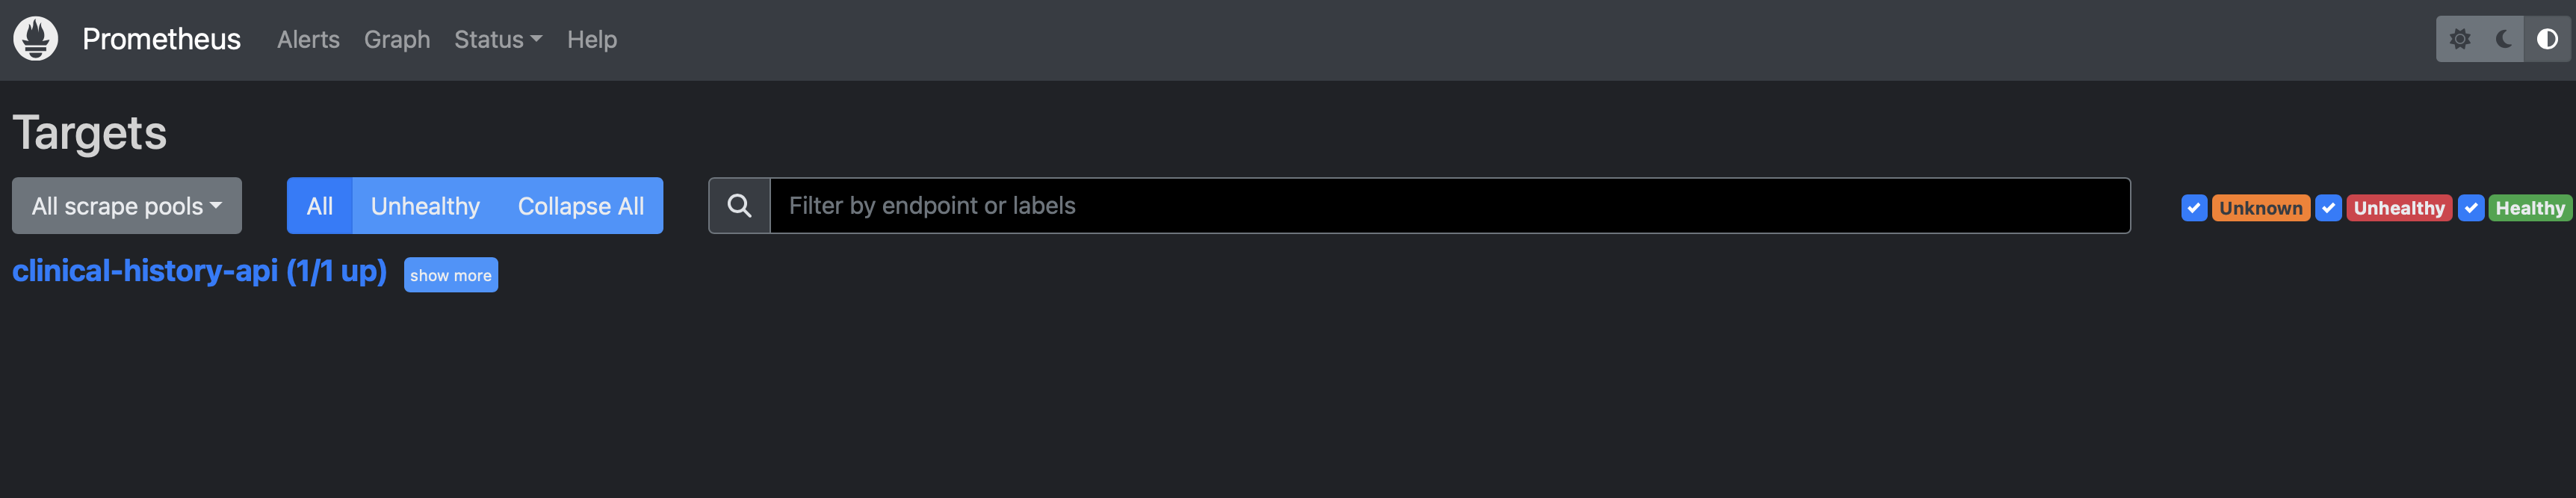 Prometheus Alerts Graph Status Help
Targets
All scrape pools All Unhealthy Collapse All Filter by endpoint or labels Unknown Unhealthy Healthy
clinical-history-api (1/1 up) show more